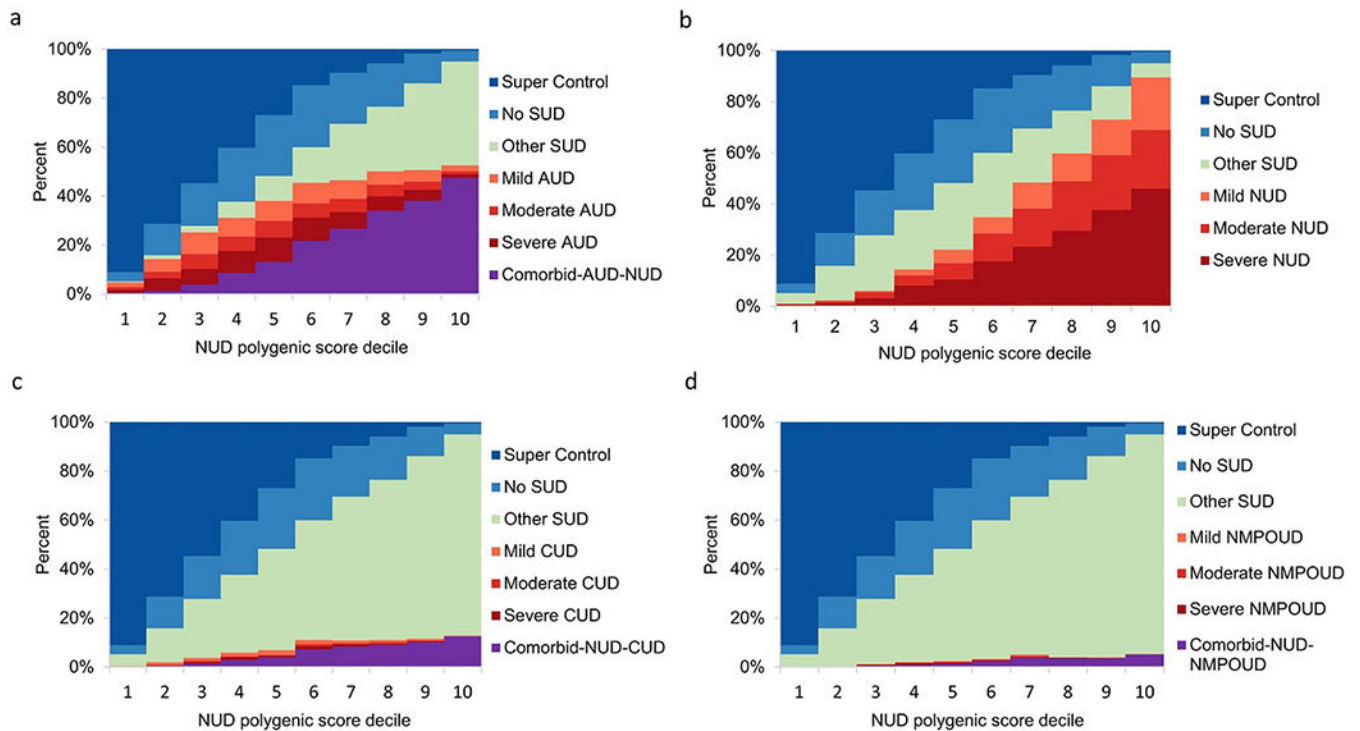 a
100%
80%
60%
40%
20%
0%
Percent
1 2 3 4 5 6 7 8 9 10
NUD polygenic score decile
Super Control
No SUD
Other SUD
Mild AUD
Moderate AUD
Severe AUD
Comorbid-AUD-NUD
b
100%
80%
60%
40%
20%
0%
Percent
1 2 3 4 5 6 7 8 9 10
NUD polygenic score decile
Super Control
No SUD
Other SUD
Mild NUD
Moderate NUD
Severe NUD
c
100%
80%
60%
40%
20%
0%
Percent
1 2 3 4 5 6 7 8 9 10
NUD polygenic score decile
Super Control
No SUD
Other SUD
Mild CUD
Moderate CUD
Severe CUD
Comorbid-NUD-CUD
d
100%
80%
60%
40%
20%
0%
Percent
1 2 3 4 5 6 7 8 9 10
NUD polygenic score decile
Super Control
No SUD
Other SUD
Mild NMPOUD
Moderate NMPOUD
Severe NMPOUD
Comorbid-NUD-
NMPOUD